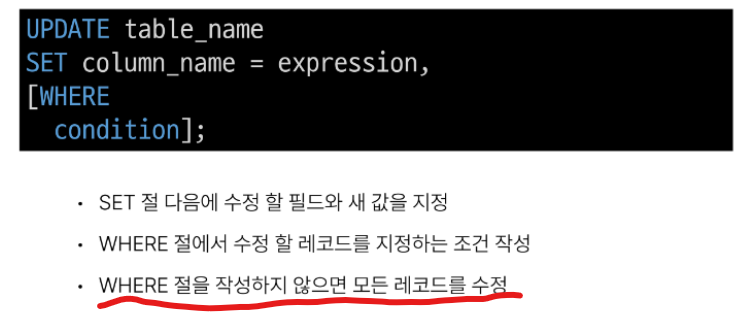 UPDATE table_name
SET column_name = expression,
[WHERE
condition];
• SET 절 다음에 수정 할 필드와 새 값을 지정
• WHERE 절에서 수정 할 레코드를 지정하는 조건 작성
• WHERE 절을 작성하지 않으면 모든 레코드를 수정